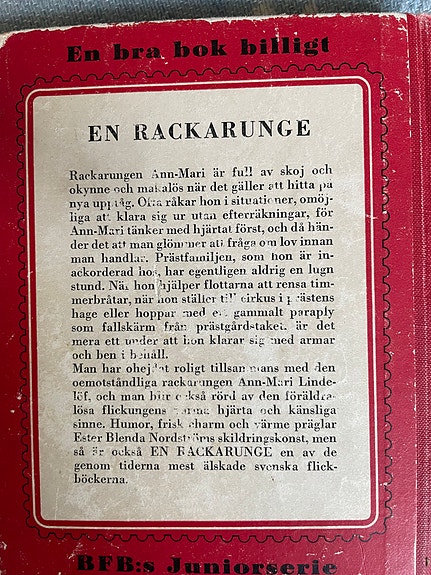 En bra bok billigt
EN RACKARUNGE
Rackarungen Ann-Mari är full av skoj och
okynne och makalös när det gäller att hitta på
nya upptåg. Ofta råkar hon i situationer, omöj-
liga att klara sig ur utan efterräkningar, för
Ann-Mari tänker med hjärtat först, och då hän-
der det att man glömmer att fråga om lov innan
man handlar. Prästfamiljen, som hon är in-
ackorderad hos, har egentligen aldrig en lugn
stund. När hon hjälper flottarna att rensa tim-
merbråtar, när hon ställer till cirkus i prästens
hage eller hoppar med ett gammalt paraply
som fallskärm från prästgård-taket, är det
mera ett under att hon klarar sig med armar
och ben i behåll.
Man har ohejdat roligt tillsammans med den
oemotståndliga rackarungen Ann-Mari Linde-
löf, och man blir också rörd av den föräldra-
lösa flickungens varma hjärta och känsliga
sinne. Humor, frisk charm och värme präglar
Ester Blenda Nordströms skildringskonst, men
så är också EN RACKARUNGE en av de
genom tiderna mest älskade svenska flick-
böckerna.
BFB:s Juniorserie